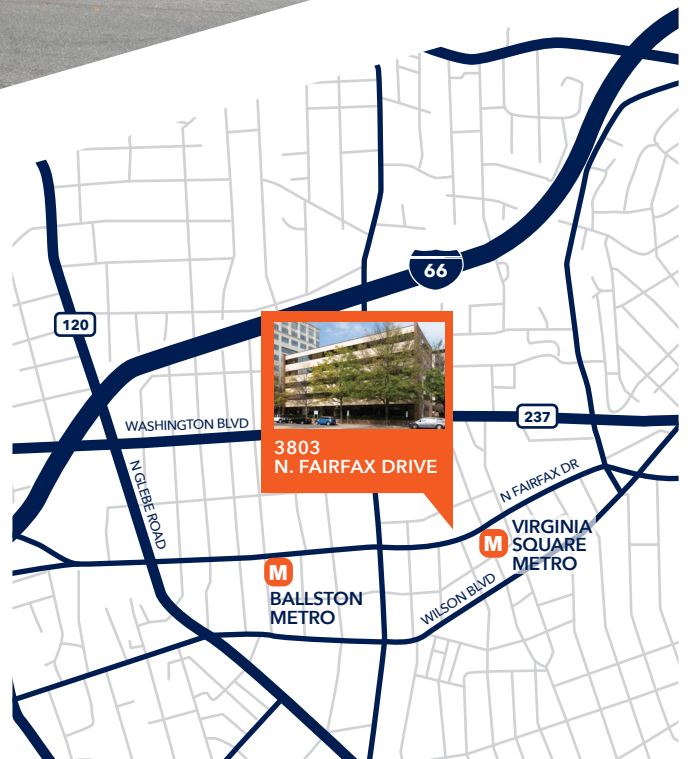 66
120
WASHINGTON BLVD
237
3803
N. FAIRFAX DRIVE
N GLEBE ROAD
N FAIRFAX DR
M
VIRGINIA
SQUARE
METRO
M
BALLSTON
METRO
WILSON BLVD